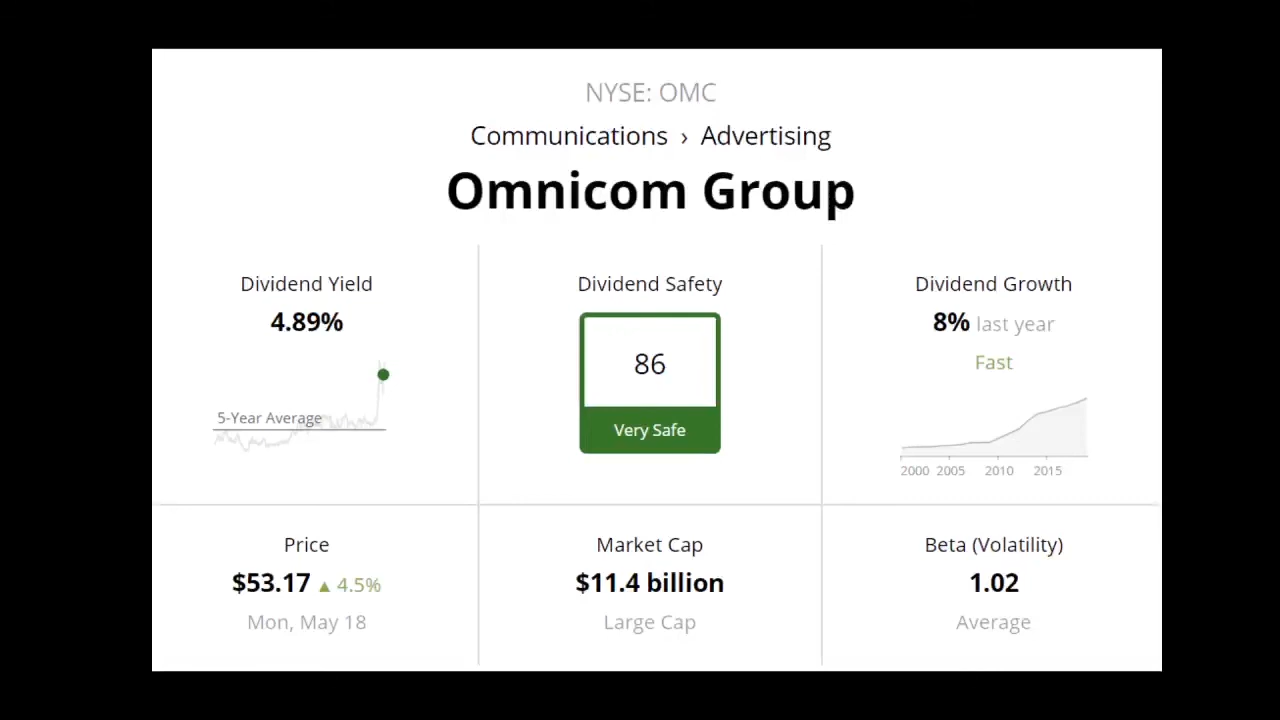 NYSE: OMC
Communications › Advertising
Omnicom Group
Dividend Yield
4.89%
5-Year Average
Dividend Safety
86
Very Safe
Dividend Growth
8% last year
Fast
2000 2005 2010 2015
Price
$53.17 ▲ 4.5%
Mon, May 18
Market Cap
$11.4 billion
Large Cap
Beta (Volatility)
1.02
Average